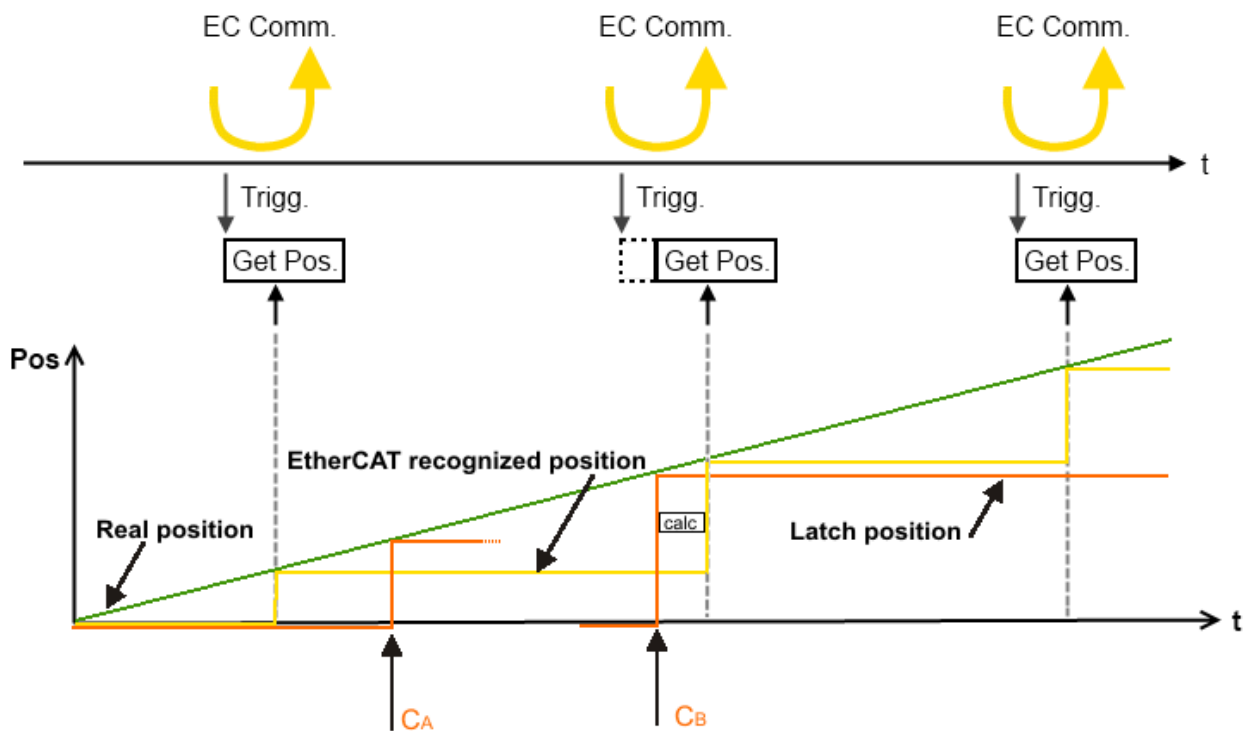 EC Comm.
EC Comm.
EC Comm.
t
Trigg.
Trigg.
Trigg.
Get Pos.
Get Pos.
Get Pos.
Pos
EtherCAT recognized position
Real position
calc
Latch position
t
CA
CB